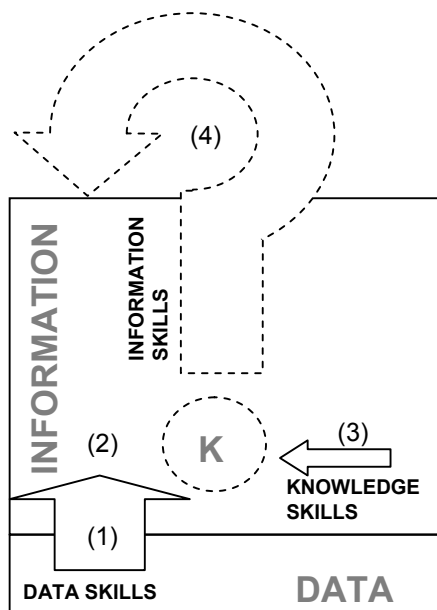 (4)
INFORMATION
INFORMATION
SKILLS
(2)
K
(3)
KNOWLEDGE
SKILLS
(1)
DATA SKILLS
DATA